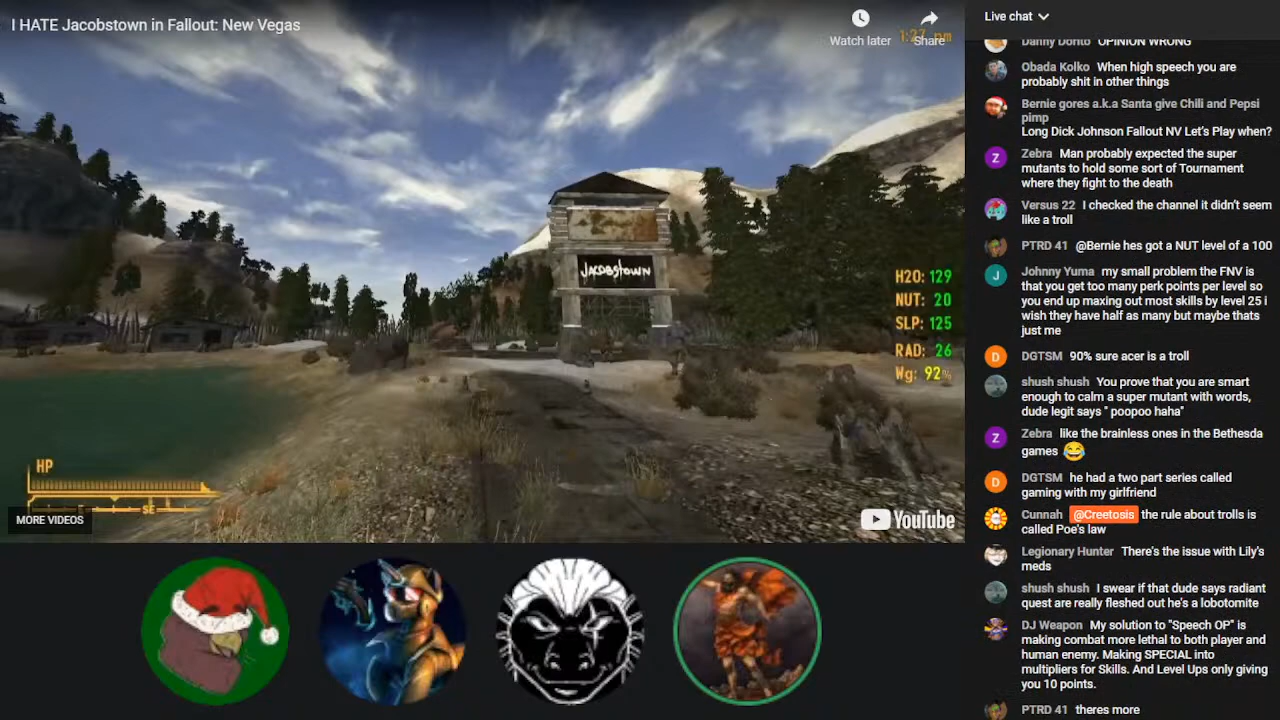 I HATE Jacobstown in Fallout: New Vegas
Watch later
Share
JACOBSTOWN
H2O: 129
NUT: 20
SLP: 125
RAD: 26
Wg: 92%
HP
SE
MORE VIDEOS
YouTube
Live chat
Danny Dorito OPINION WRONG
Obada Kolko When high speech you are
probably shit in other things
Bernie gores a.k.a Santa give Chili and Pepsi
pimp
Long Dick Johnson Fallout NV Let's Play when?
Z
Zebra Man probably expected the super
mutants to hold some sort of Tournament
where they fight to the death
Versus 22 I checked the channel it didn't seem
like a troll
PTRD 41 @Bernie hes got a NUT level of a 100
J
Johnny Yuma my small problem the FNV is
that you get too many perk points per level so
you end up maxing out most skills by level 25 i
wish they have half as many but maybe thats
just me
D
DGTSM 90% sure acer is a troll
shush shush You prove that you are smart
enough to calm a super mutant with words,
dude legit says " poopoo haha"
Z
Zebra like the brainless ones in the Bethesda
games
D
DGTSM he had a two part series called
gaming with my girlfriend
Cunnah @Creetosis the rule about trolls is
called Poe's law
Legionary Hunter There's the issue with Lily's
meds
shush shush I swear if that dude says radiant
quest are really fleshed out he's a lobotomite
DJ Weapon My solution to "Speech OP" is
making combat more lethal to both player and
human enemy. Making SPECIAL into
multipliers for Skills. And Level Ups only giving
you 10 points.
PTRD 41 theres more